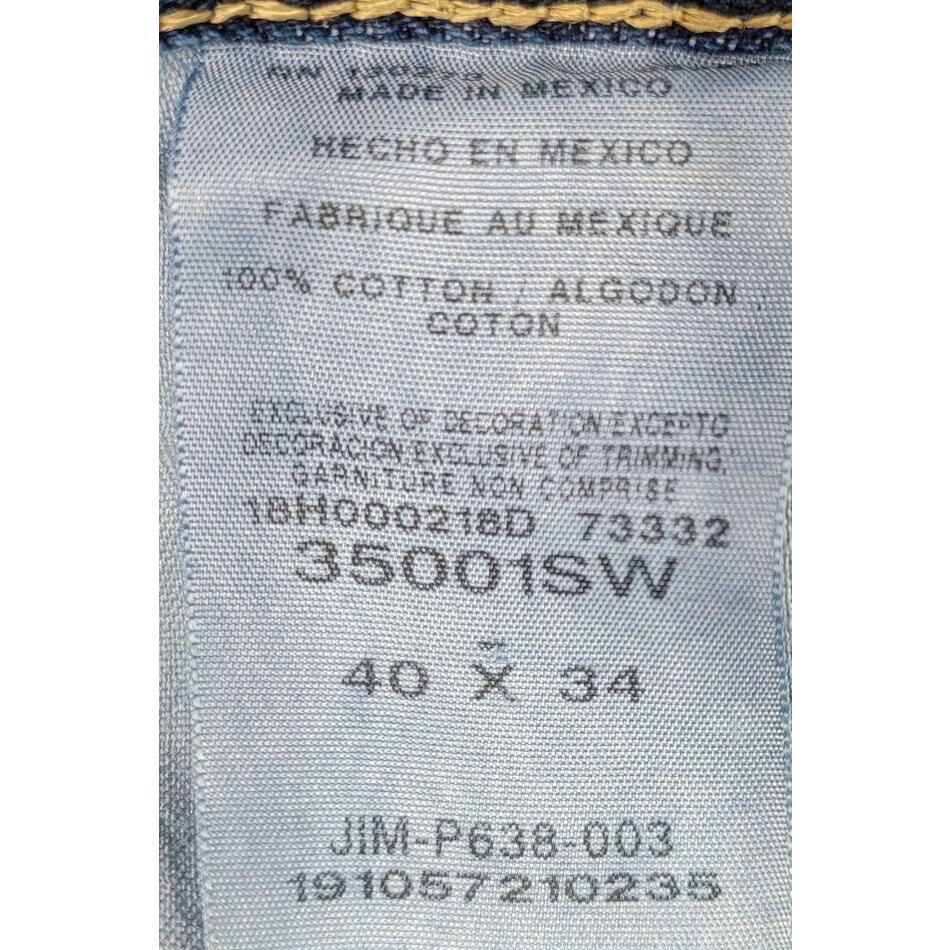 MADE IN MEXICO
HECHO EN MEXICO
FABRIQUE AU MEXIQUE
100% COTTON / ALGODON
COTON
EXCLUSIVE OF DECORATION/EXCEPTO
DECORACION EXCLUSIVE OF TRIMMING.
GARNITURE NON COMPRISE
18H000218D 73332
35001SW
40 X 34
JIM-P638-003
191057210235